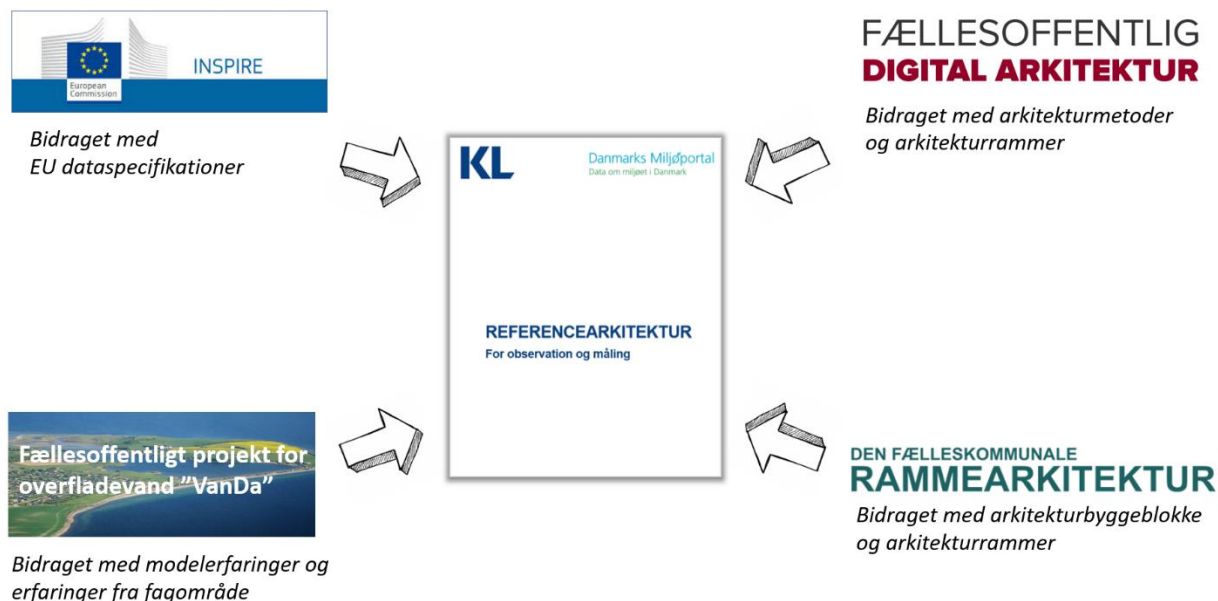 European
Commission
INSPIRE
Bidraget med
EU dataspecifikationer
FÆLLESOFFENTLIG
DIGITAL ARKITEKTUR
Bidraget med arkitekturmetoder
og arkitekturrammer
KL
Danmarks Miljøportal
Data om miljøet i Danmark
REFERENCEARKITEKTUR
For observation og måling
Fællesoffentligt projekt for
overfladevand ”VanDa”
Bidraget med modelerfaringer og
erfaringer fra fagområde
DEN FÆLLESKOMMUNALE
RAMMEARKITEKTUR
Bidraget med arkitekturbyggeblokke
og arkitekturrammer